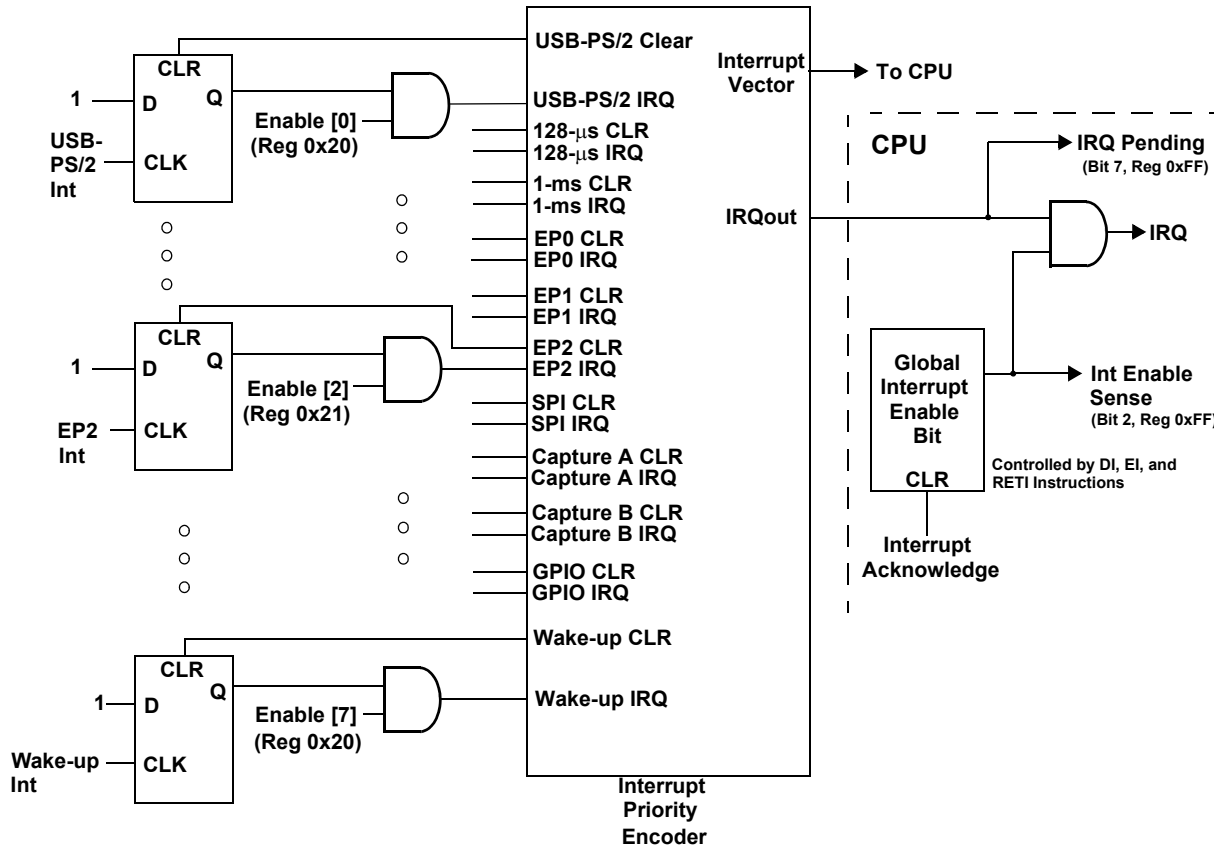 CLR
D
Q
CLK
1
USB-
PS/2
Int
Enable [0]
(Reg 0x20)
CLR
D
Q
CLK
1
EP2
Int
Enable [2]
(Reg 0x21)
CLR
D
Q
CLK
1
Wake-up
Int
Enable [7]
(Reg 0x20)
USB-PS/2 Clear
USB-PS/2 IRQ
128-μs CLR
128-μs IRQ
1-ms CLR
1-ms IRQ
EP0 CLR
EP0 IRQ
EP1 CLR
EP1 IRQ
EP2 CLR
EP2 IRQ
SPI CLR
SPI IRQ
Capture A CLR
Capture A IRQ
Capture B CLR
Capture B IRQ
GPIO CLR
GPIO IRQ
Wake-up CLR
Wake-up IRQ
Interrupt
Vector
IRQout
Interrupt
Priority
Encoder
To CPU
CPU
IRQ Pending
(Bit 7, Reg 0xFF)
IRQ
Global
Interrupt
Enable
Bit
CLR
Int Enable
Sense
(Bit 2, Reg 0xFF)
Controlled by DI, EI, and
RETI Instructions
Interrupt
Acknowledge